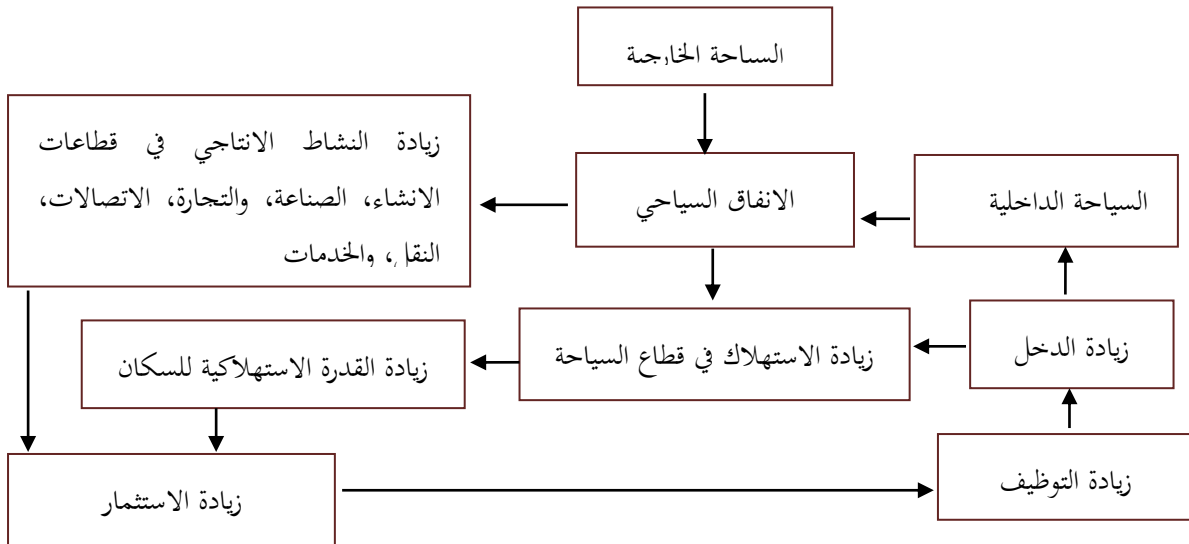 السياحة الخارجية
زيادة النشاط الانتاجي في قطاعات
الانشاء، الصناعة، والتجارة، الاتصالات،
النقل، والخدمات
الانفاق السياحي
السياحة الداخلية
زيادة الدخل
زيادة الاستهلاك في قطاع السياحة
زيادة القدرة الاستهلاكية للسكان
زيادة التوظيف
زيادة الاستثمار